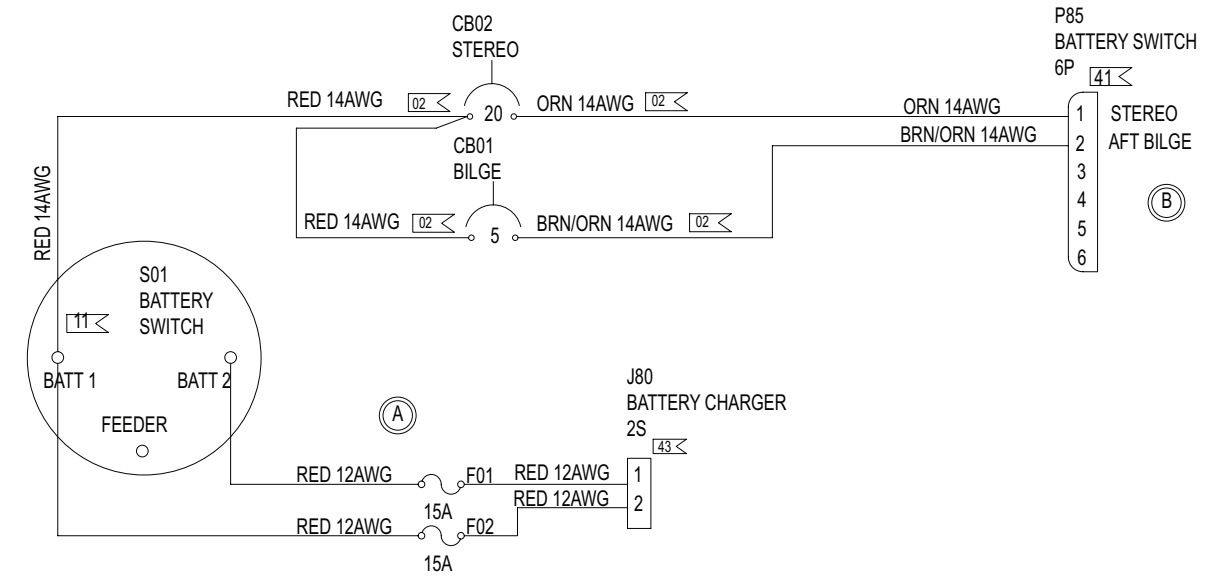 CB02
STEREO
P85
BATTERY SWITCH
6P
41
RED 14AWG
02
20
ORN 14AWG
02
ORN 14AWG
1
STEREO
CB01
BILGE
BRN/ORN 14AWG
2
AFT BILGE
3
4
5
6
B
RED 14AWG
RED 14AWG
02
5
BRN/ORN 14AWG
02
S01
BATTERY
SWITCH
11
BATT 1
BATT 2
FEEDER
A
J80
BATTERY CHARGER
2S
43
RED 12AWG
F01
RED 12AWG
1
15A
RED 12AWG
2
RED 12AWG
F02
15A